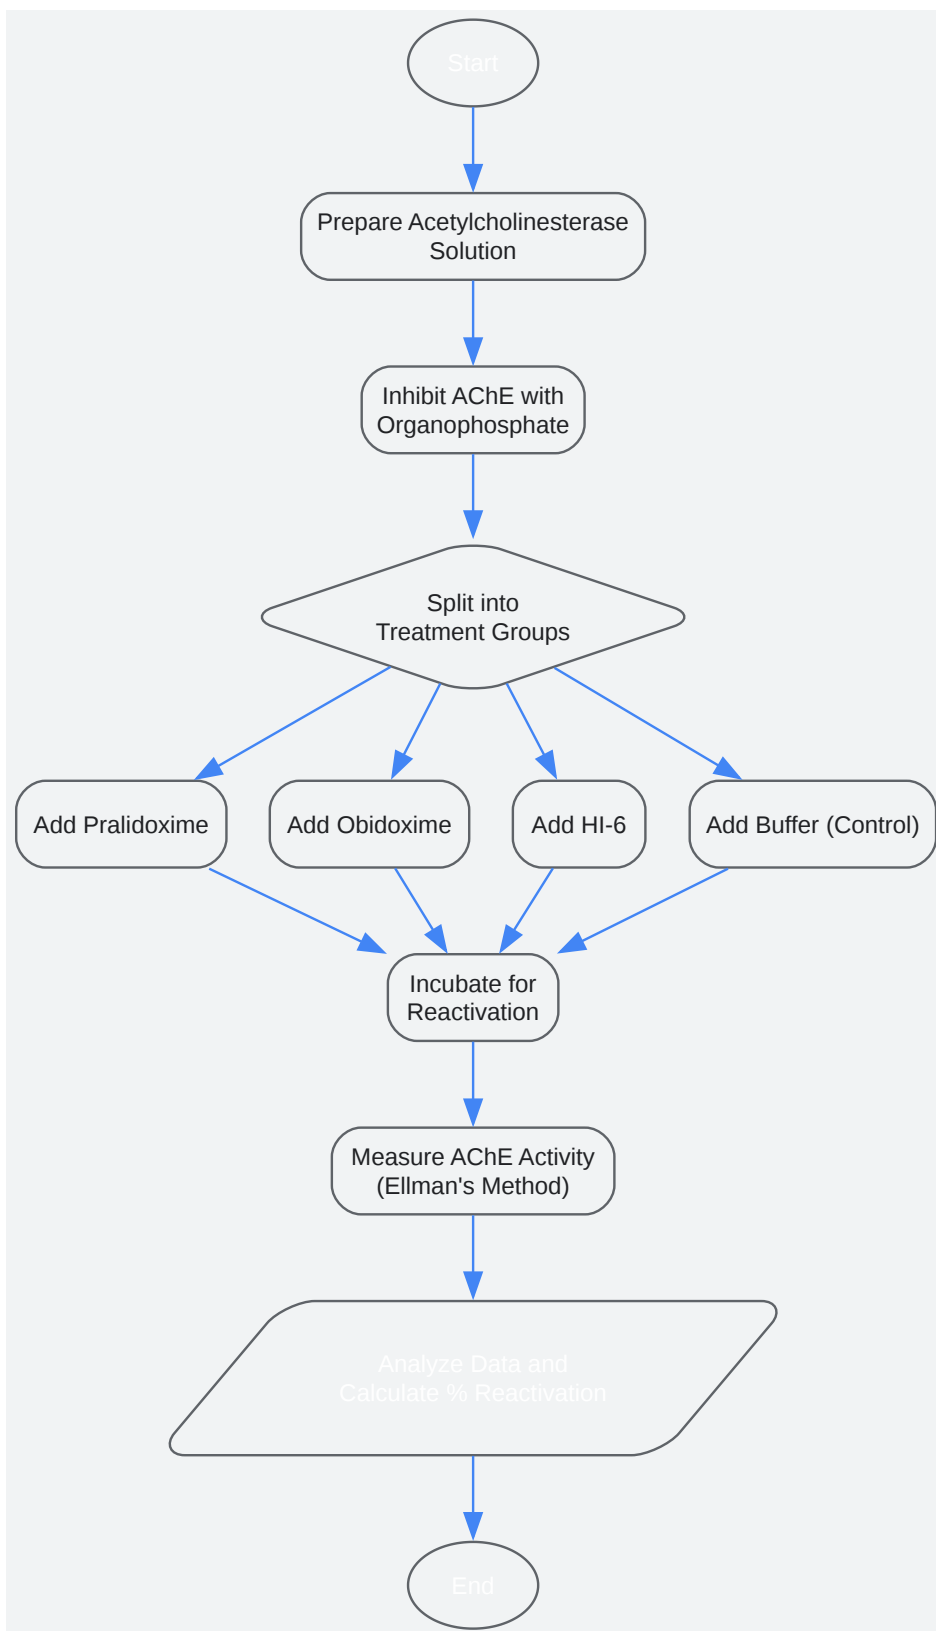 Start
Prepare Acetylcholinesterase
Solution
Inhibit AChE with
Organophosphate
Split into
Treatment Groups
Add Pralidoxime
Add Obidoxime
Add HI-6
Add Buffer (Control)
Incubate for
Reactivation
Measure AChE Activity
(Ellman's Method)
Analyze Data and
Calculate % Reactivation
End